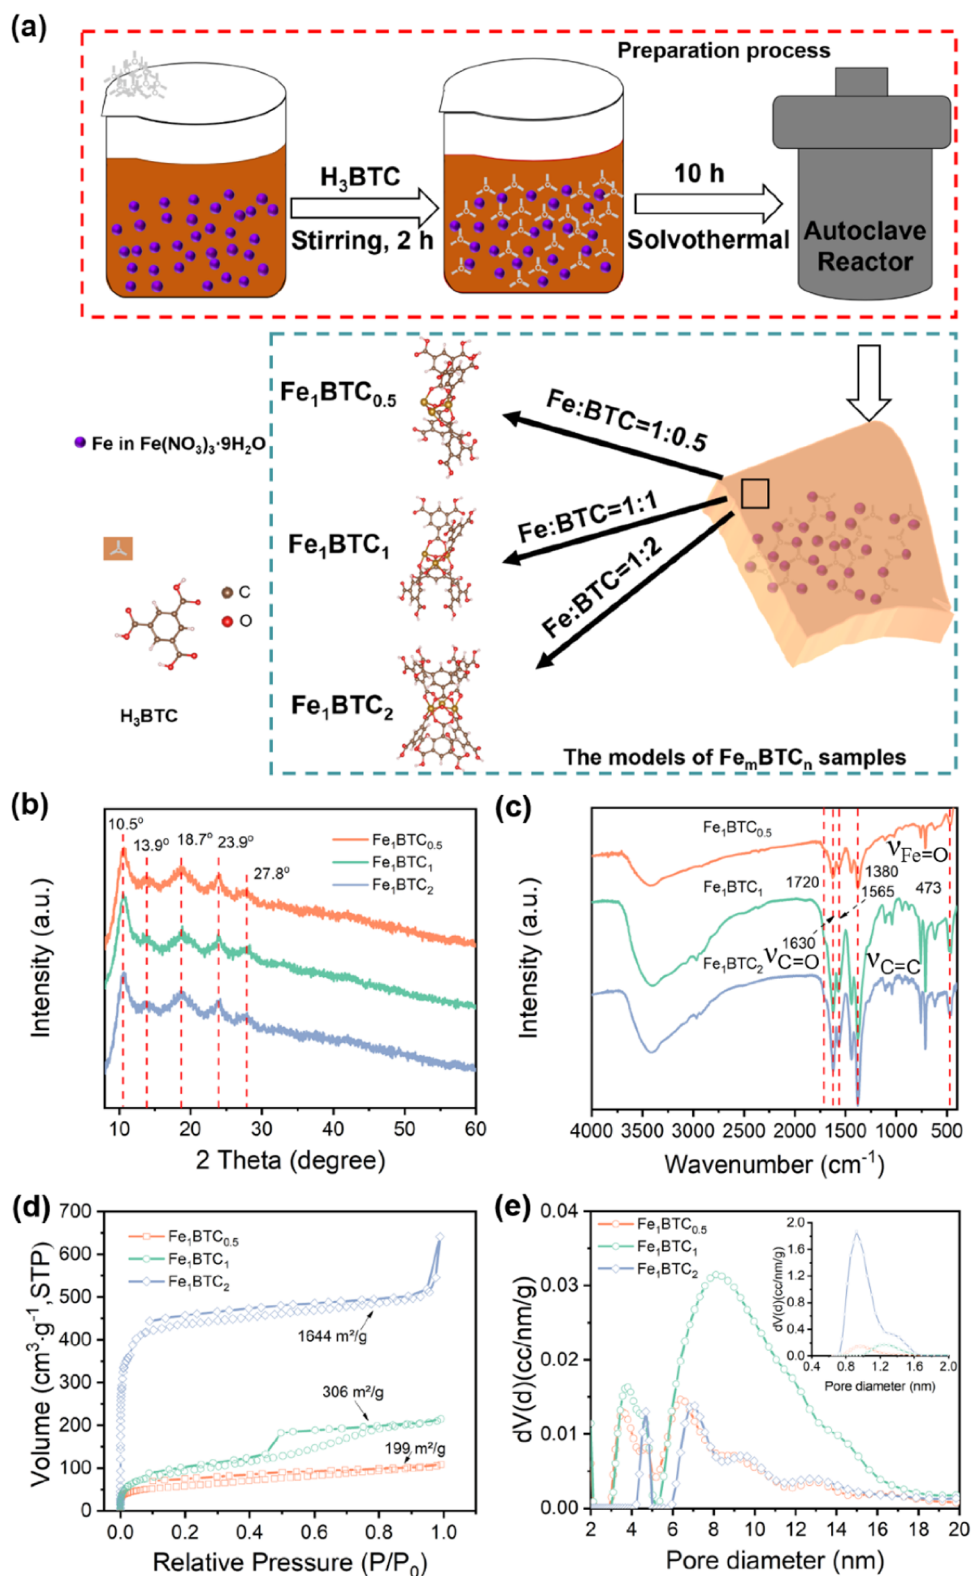 (a)
Preparation process
H₃BTC
Stirring, 2 h
10 h
Solvothermal
Autoclave
Reactor
Fe in Fe(NO₃)₃·9H₂O
C
O
H₃BTC
Fe₁BTC₀.₅
Fe₁BTC₁
Fe₁BTC₂
Fe:BTC=1:0.5
Fe:BTC=1:1
Fe:BTC=1:2
The models of FeₘBTCₙ samples
(b)
10.5°
13.9°
18.7°
23.9°
27.8°
Fe₁BTC₀.₅
Fe₁BTC₁
Fe₁BTC₂
Intensity (a.u.)
10 20 30 40 50 60
2 Theta (degree)
(c)
Fe₁BTC₀.₅
νFe=O
Fe₁BTC₁
1720
1380
1565
473
1630
νC=O
Fe₁BTC₂
νC=C
Intensity (a.u.)
4000 3500 3000 2500 2000 1500 1000 500
Wavenumber (cm⁻¹)
(d)
700
600
500
400
300
200
100
0
Fe₁BTC₀.₅
Fe₁BTC₁
Fe₁BTC₂
1644 m²/g
306 m²/g
199 m²/g
Volume (cm³·g⁻¹, STP)
0.0 0.2 0.4 0.6 0.8 1.0
Relative Pressure (P/P₀)
(e)
0.04
0.03
0.02
0.01
0.00
Fe₁BTC₀.₅
Fe₁BTC₁
Fe₁BTC₂
dV(d)(cc/nm/g)
2 4 6 8 10 12 14 16 18 20
Pore diameter (nm)
2.0
1.6
1.2
0.8
0.4
0.0
dV(d)(cc/nm/g)
0.4 0.8 1.2 1.6 2.0
Pore diameter (nm)